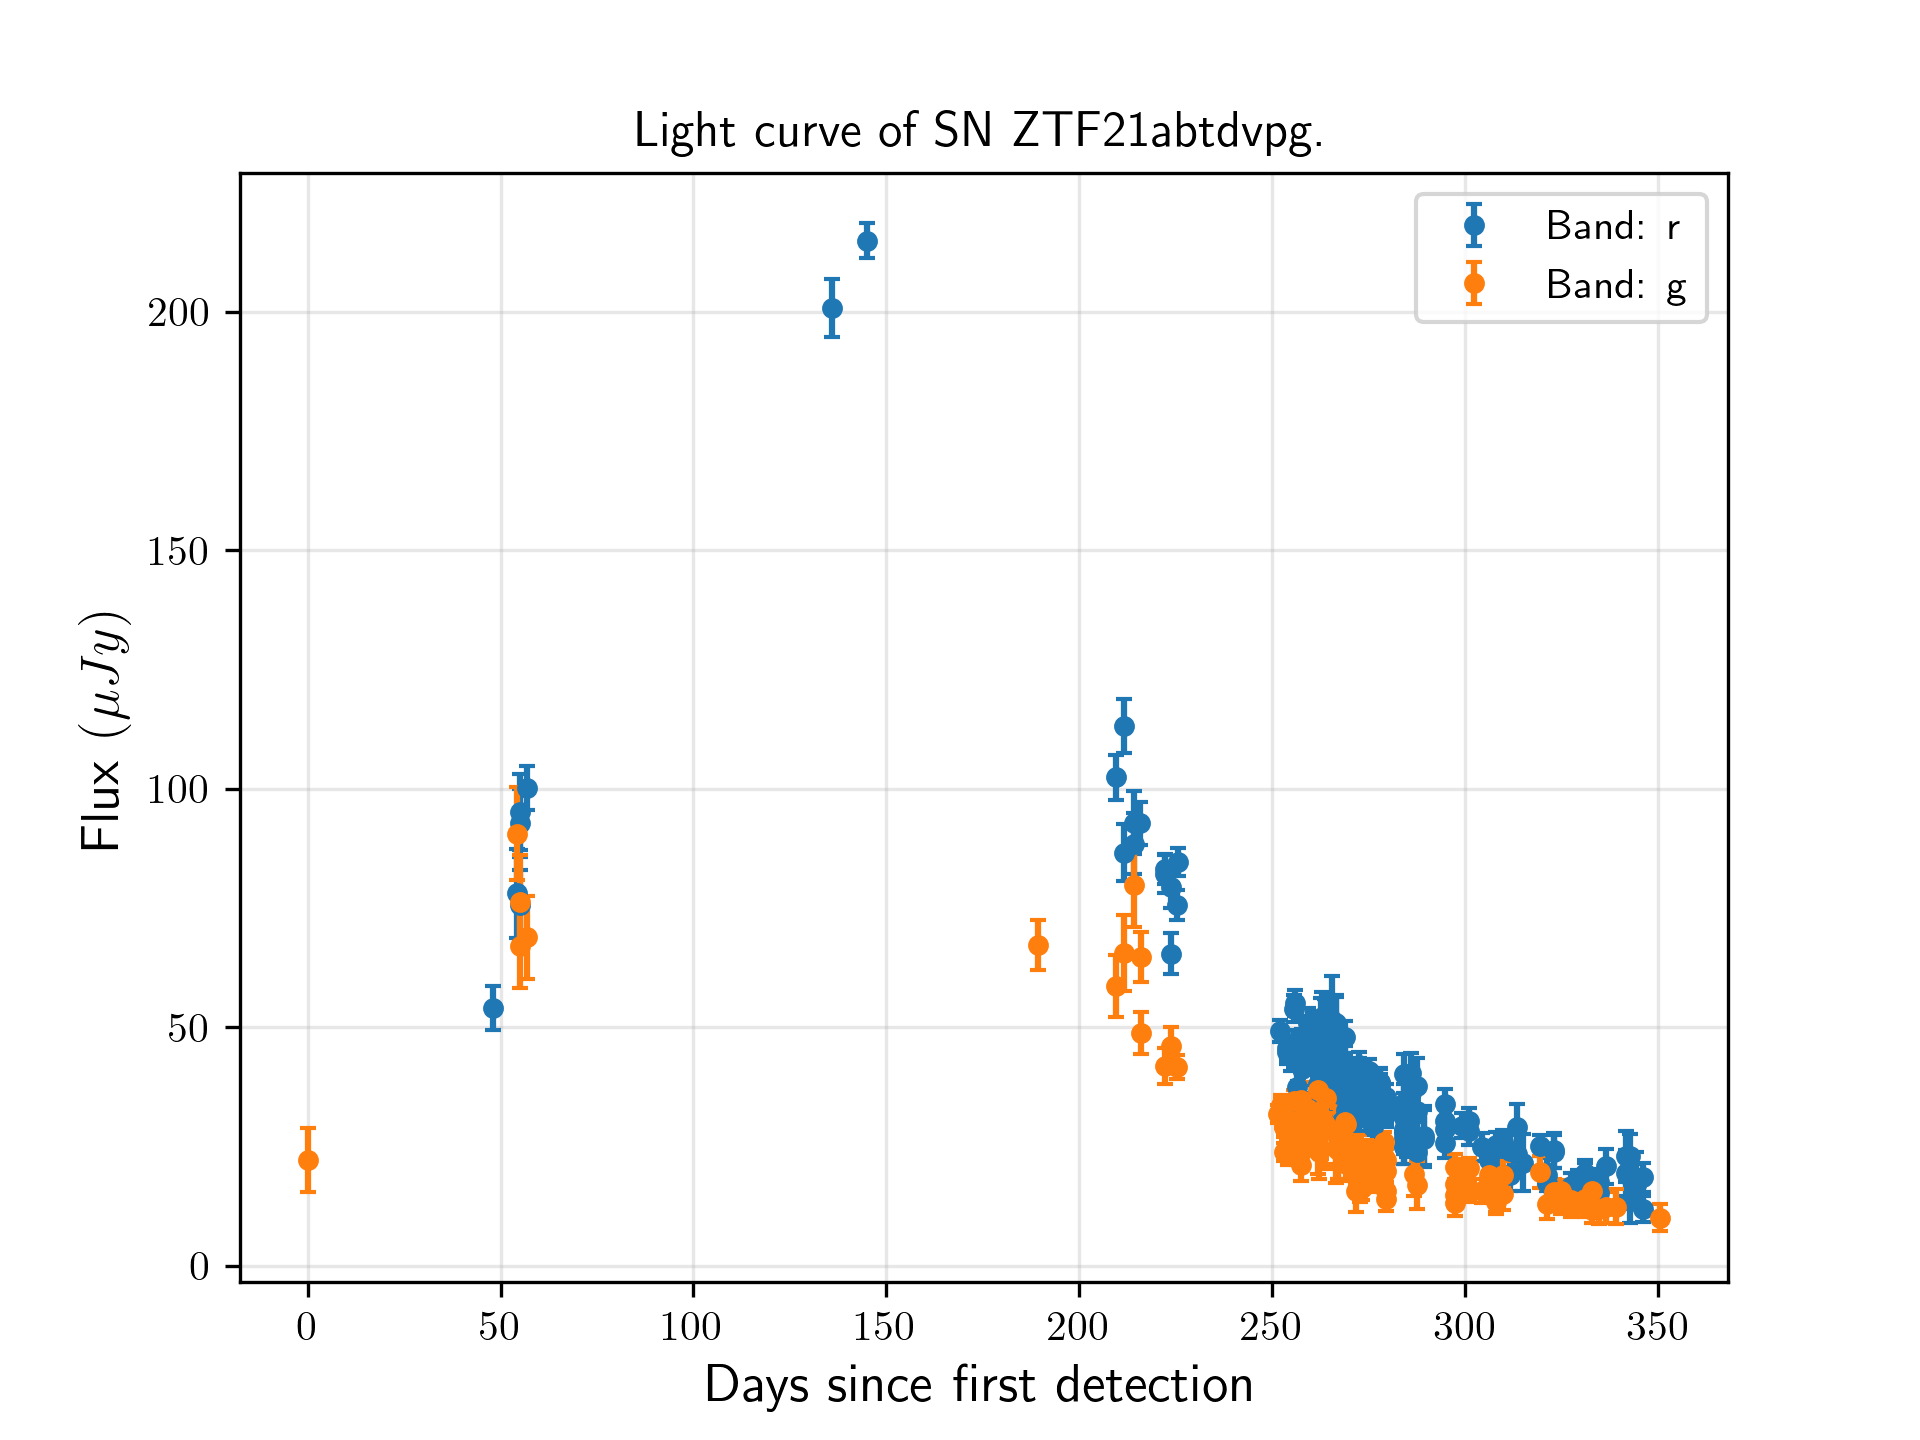 Light curve of SN ZTF21abtdvpg.
Band: r
Band: g
Flux (μJy)
200
150
100
50
0
0 50 100 150 200 250 300 350
Days since first detection